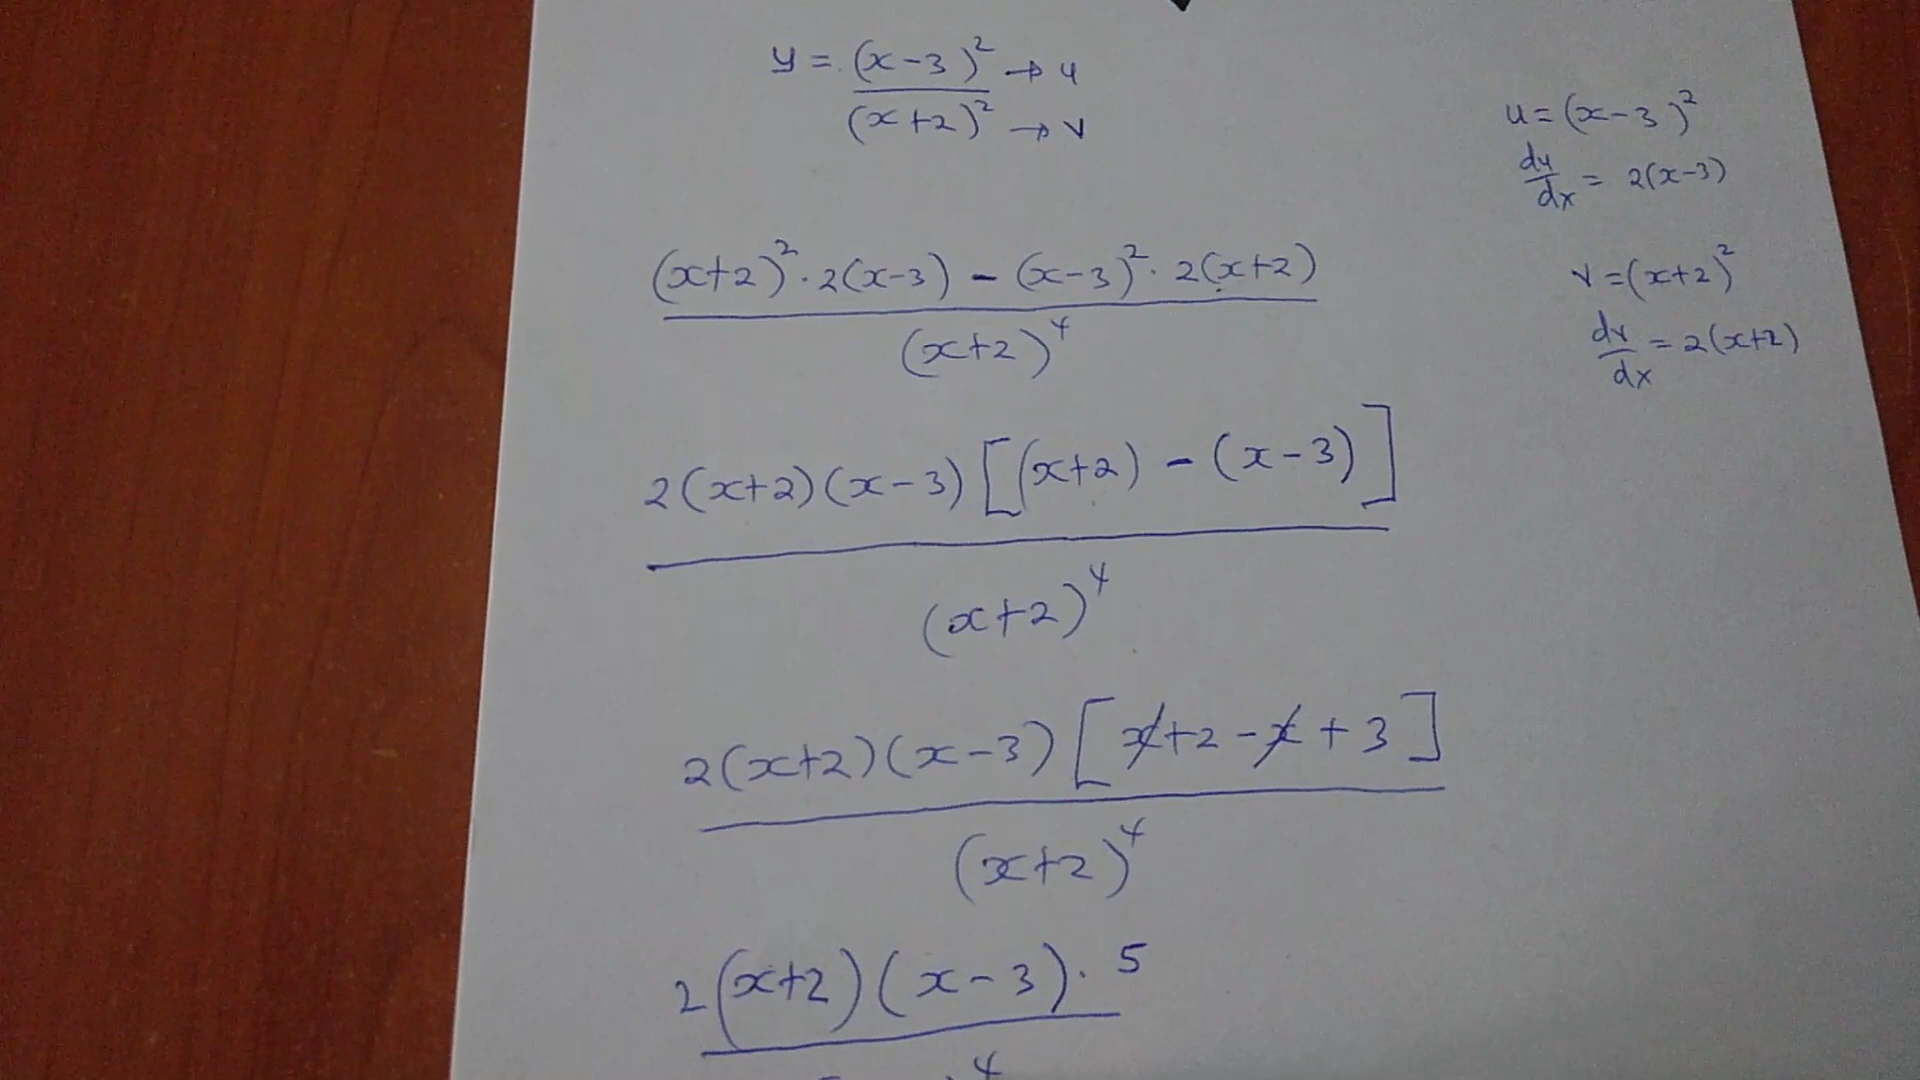 y = (x-3)² → u
(x+2)² → v
u = (x-3)²
du
dx = 2(x-3)
v = (x+2)²
dv
dx = 2(x+2)
(x+2)² · 2(x-3) - (x-3)² · 2(x+2)
(x+2)⁴
2(x+2)(x-3) [(x+2) - (x-3)]
(x+2)⁴
2(x+2)(x-3) [x+2-x+3]
(x+2)⁴
2(x+2)(x-3) · 5
4